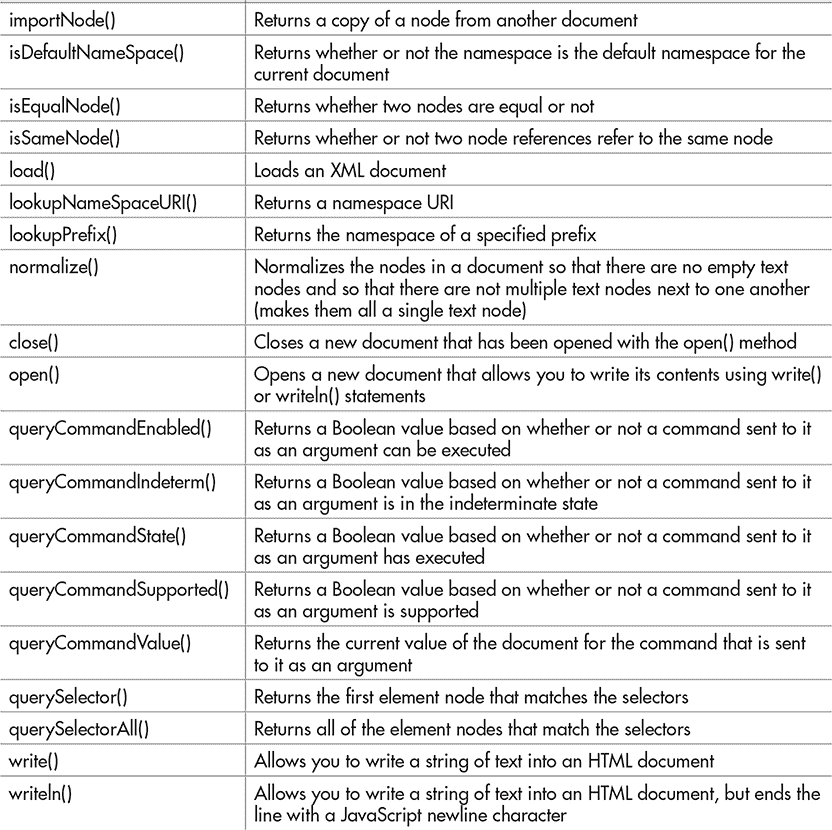 importNode() Returns a copy of a node from another document
isDefaultNameSpace() Returns whether or not the namespace is the default namespace for the
current document
isEqualNode() Returns whether two nodes are equal or not
isSameNode() Returns whether or not two node references refer to the same node
load() Loads an XML document
lookupNameSpaceURI() Returns a namespace URI
lookupPrefix() Returns the namespace of a specified prefix
normalize() Normalizes the nodes in a document so that there are no empty text
nodes and so that there are not multiple text nodes next to one another
(makes them all a single text node)
close() Closes a new document that has been opened with the open() method
open() Opens a new document that allows you to write its contents using write()
or writeln() statements
queryCommandEnabled() Returns a Boolean value based on whether or not a command sent to it
as an argument can be executed
queryCommandIndeterm() Returns a Boolean value based on whether or not a command sent to it
as an argument is in the indeterminate state
queryCommandState() Returns a Boolean value based on whether or not a command sent to it
as an argument has executed
queryCommandSupported() Returns a Boolean value based on whether or not a command sent to it
as an argument is supported
queryCommandValue() Returns the current value of the document for the command that is sent
to it as an argument
querySelector() Returns the first element node that matches the selectors
querySelectorAll() Returns all of the element nodes that match the selectors
write() Allows you to write a string of text into an HTML document
writeln() Allows you to write a string of text into an HTML document, but ends the
line with a JavaScript newline character